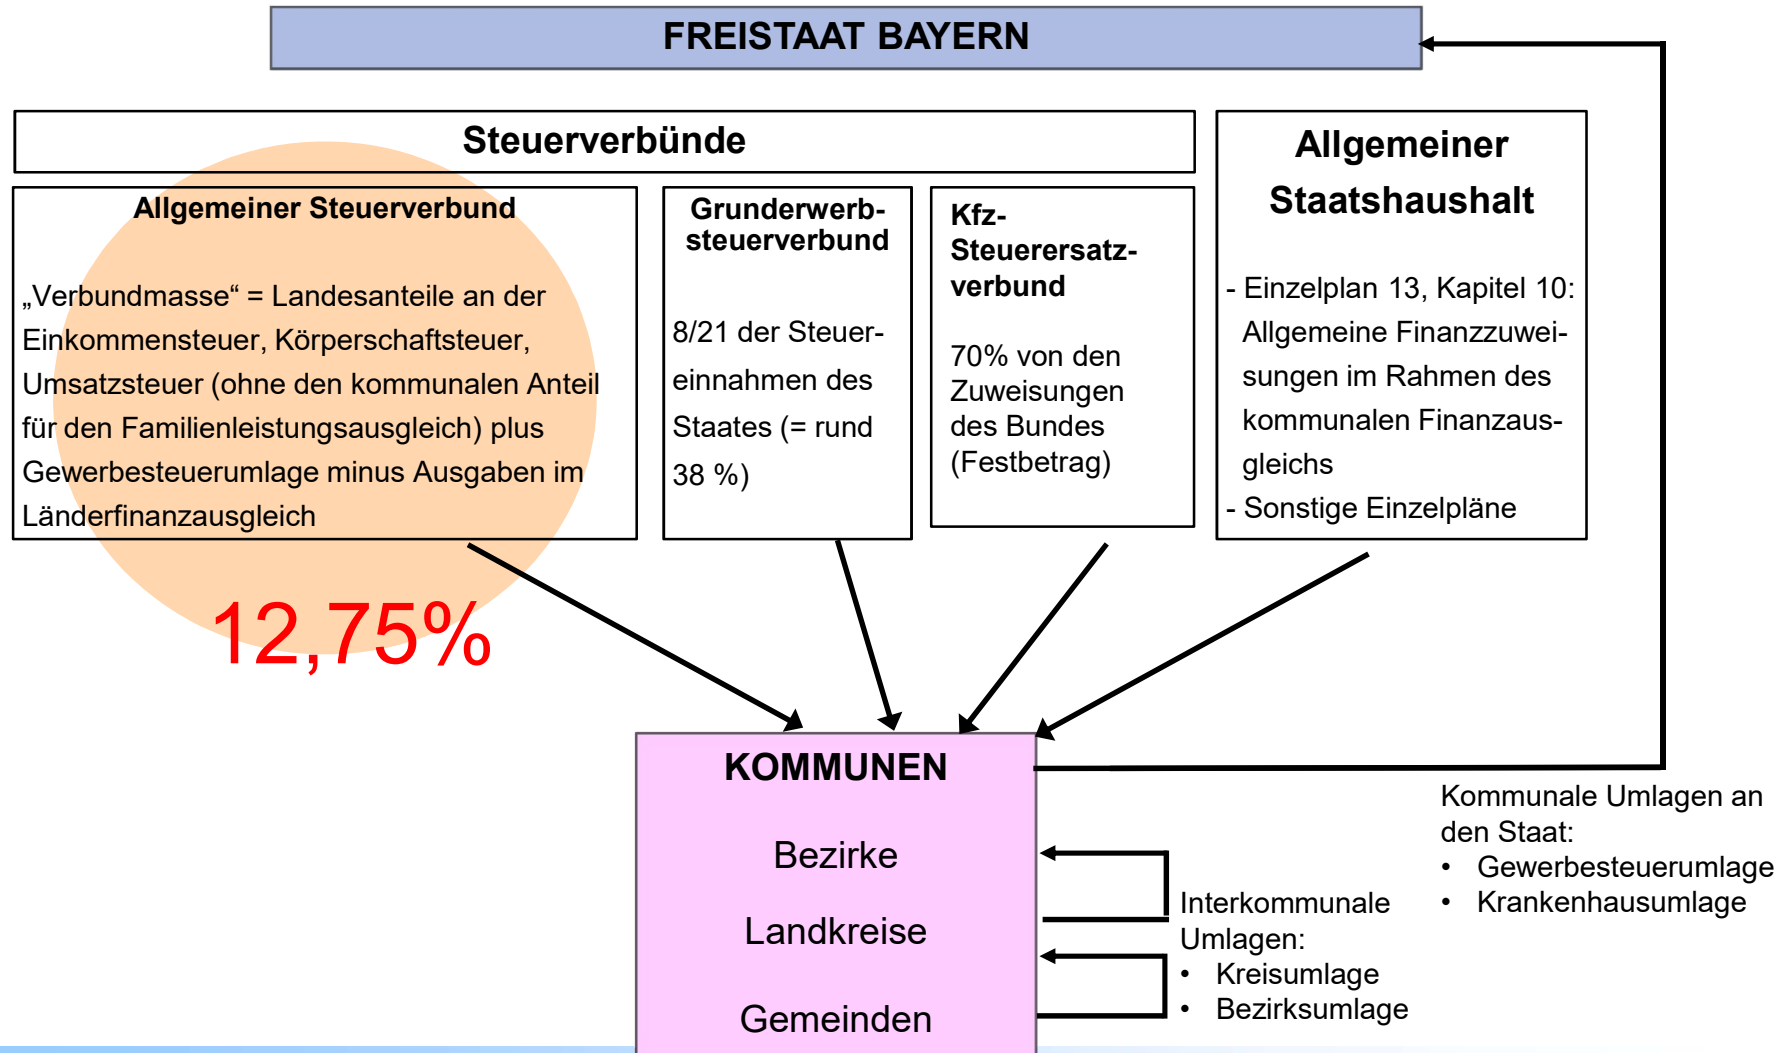 FREISTAAT BAYERN
Steuerverbünde
Allgemeiner Steuerverbund
„Verbundmasse“ = Landesanteile an der
Einkommensteuer, Körperschaftsteuer,
Umsatzsteuer (ohne den kommunalen Anteil
für den Familienleistungsausgleich) plus
Gewerbesteuerumlage minus Ausgaben im
Länderfinanzausgleich
12,75%
Grunderwerb-
steuerverbund
8/21 der Steuer-
einnahmen des
Staates (= rund
38 %)
Kfz-
Steuerersatz-
verbund
70% von den
Zuweisungen
des Bundes
(Festbetrag)
Allgemeiner
Staatshaushalt
- Einzelplan 13, Kapitel 10:
Allgemeine Finanzzuwei-
sungen im Rahmen des
kommunalen Finanzaus-
gleichs
- Sonstige Einzelpläne
KOMMUNEN
Bezirke
Landkreise
Gemeinden
Interkommunale
Umlagen:
• Kreisumlage
• Bezirksumlage
Kommunale Umlagen an
den Staat:
• Gewerbesteuerumlage
• Krankenhausumlage